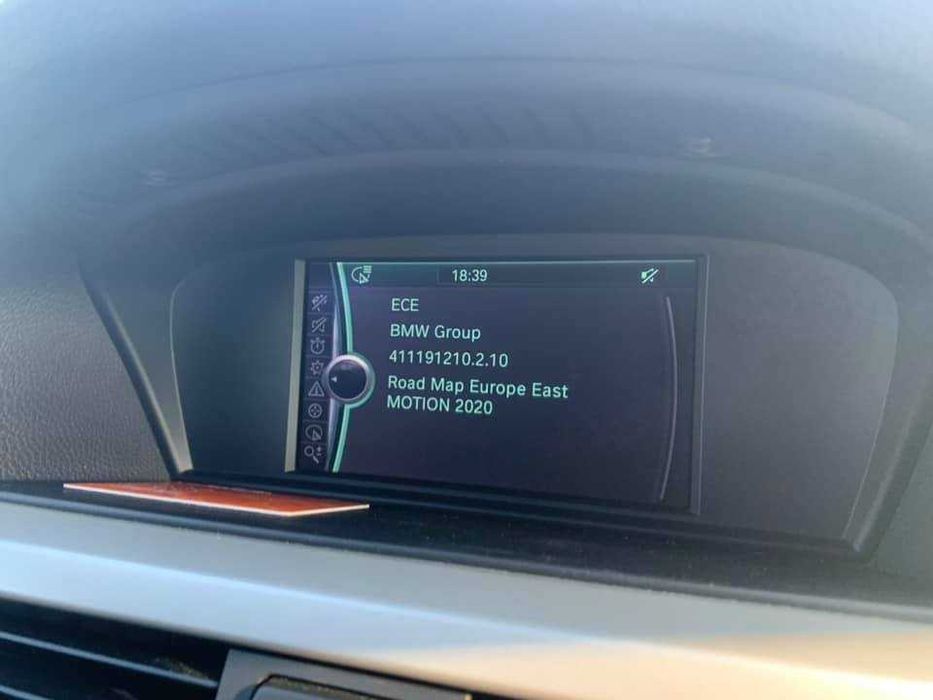 18:39
ECE
BMW Group
411191210.2.10
Road Map Europe East
MOTION 2020